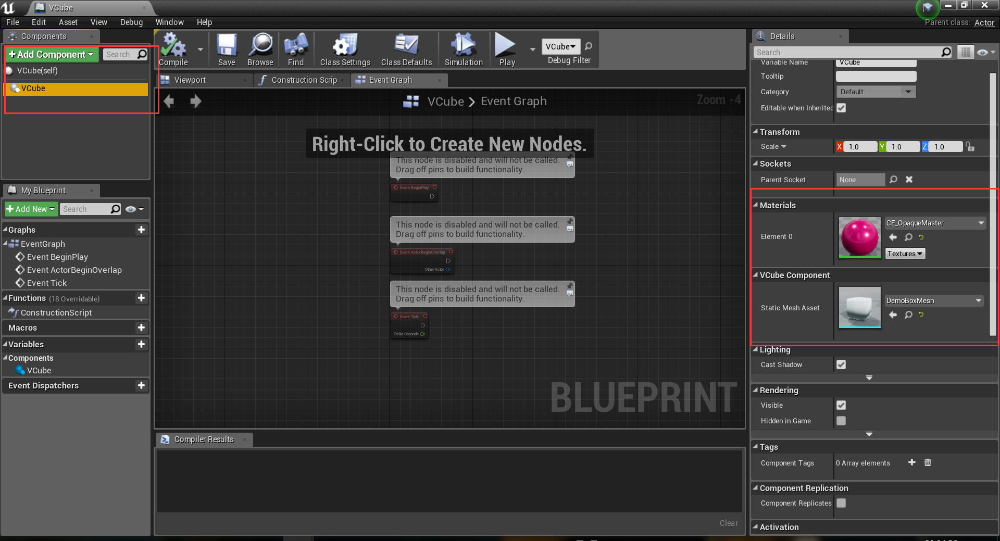 VCube
File Edit Asset View Debug Window Help
Parent class: Actor
Components
+Add Component
Search
VCube(self)
VCube
My Blueprint
Add New
Search
Graphs
EventGraph
Event BeginPlay
Event ActorBeginOverlap
Event Tick
Functions (18 Overridable)
ConstructionScript
Macros
Variables
Components
VCube
Event Dispatchers
Compile
Save
Browse
Find
Class Settings
Class Defaults
Simulation
Play
VCube
Debug Filter
Viewport
Construction Scrip
Event Graph
VCube > Event Graph
Zoom -4
Right-Click to Create New Nodes.
This node is disabled and will not be called.
Drag off pins to build functionality.
Event BeginPlay
This node is disabled and will not be called.
Drag off pins to build functionality.
Event ActorBeginOverlap
Other Actor
This node is disabled and will not be called.
Drag off pins to build functionality.
Event Tick
Delta Seconds
BLUEPRINT
Compiler Results
Clear
Details
Search
Variable Name VCube
Tooltip
Category Default
Editable when Inherited
Transform
Scale X 1.0 Y 1.0 Z 1.0
Sockets
Parent Socket None
Materials
Element 0
CE_OpaqueMaster
Textures
VCube Component
Static Mesh Asset
DemoBoxMesh
Lighting
Cast Shadow
Rendering
Visible
Hidden in Game
Tags
Component Tags 0 Array elements
Component Replication
Component Replicates
Activation